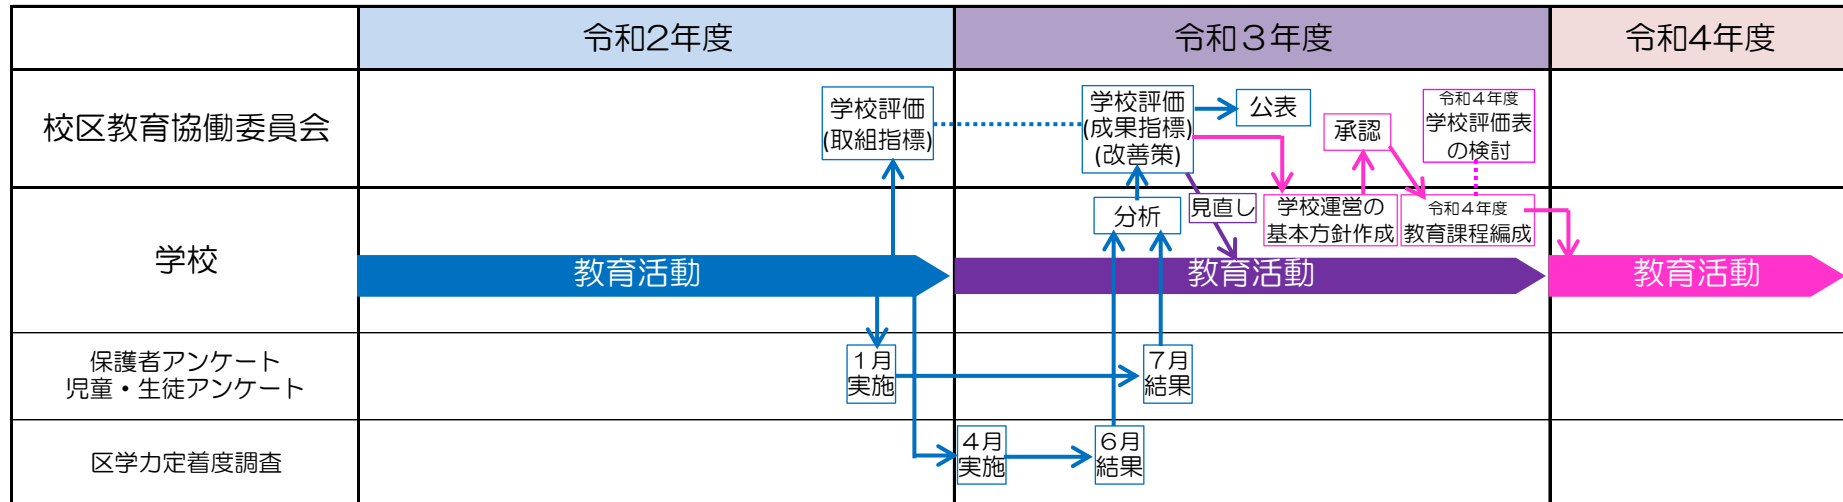 令和2年度
令和３年度
令和4年度
校区教育協働委員会
学校評価
(取組指標)
学校評価
(成果指標)
(改善策)
公表
承認
令和４年度
学校評価表
の検討
学校
分析
見直し
学校運営の
基本方針作成
令和４年度
教育課程編成
教育活動
教育活動
教育活動
保護者アンケート
児童・生徒アンケート
１月
実施
７月
結果
区学力定着度調査
４月
実施
６月
結果